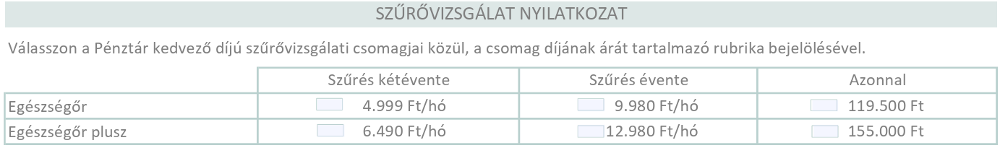 SZŰRŐVIZSGÁLAT NYILATKOZAT
Válasszon a Pénztár kedvező díjú szűrővizsgálati csomagjai közül, a csomag díjának árát tartalmazó rubrika bejelölésével.
Szűrés kétévente Szűrés évente Azonnal
Egészségőr 4.999 Ft/hó 9.980 Ft/hó 119.500 Ft
Egészségőr plusz 6.490 Ft/hó 12.980 Ft/hó 155.000 Ft